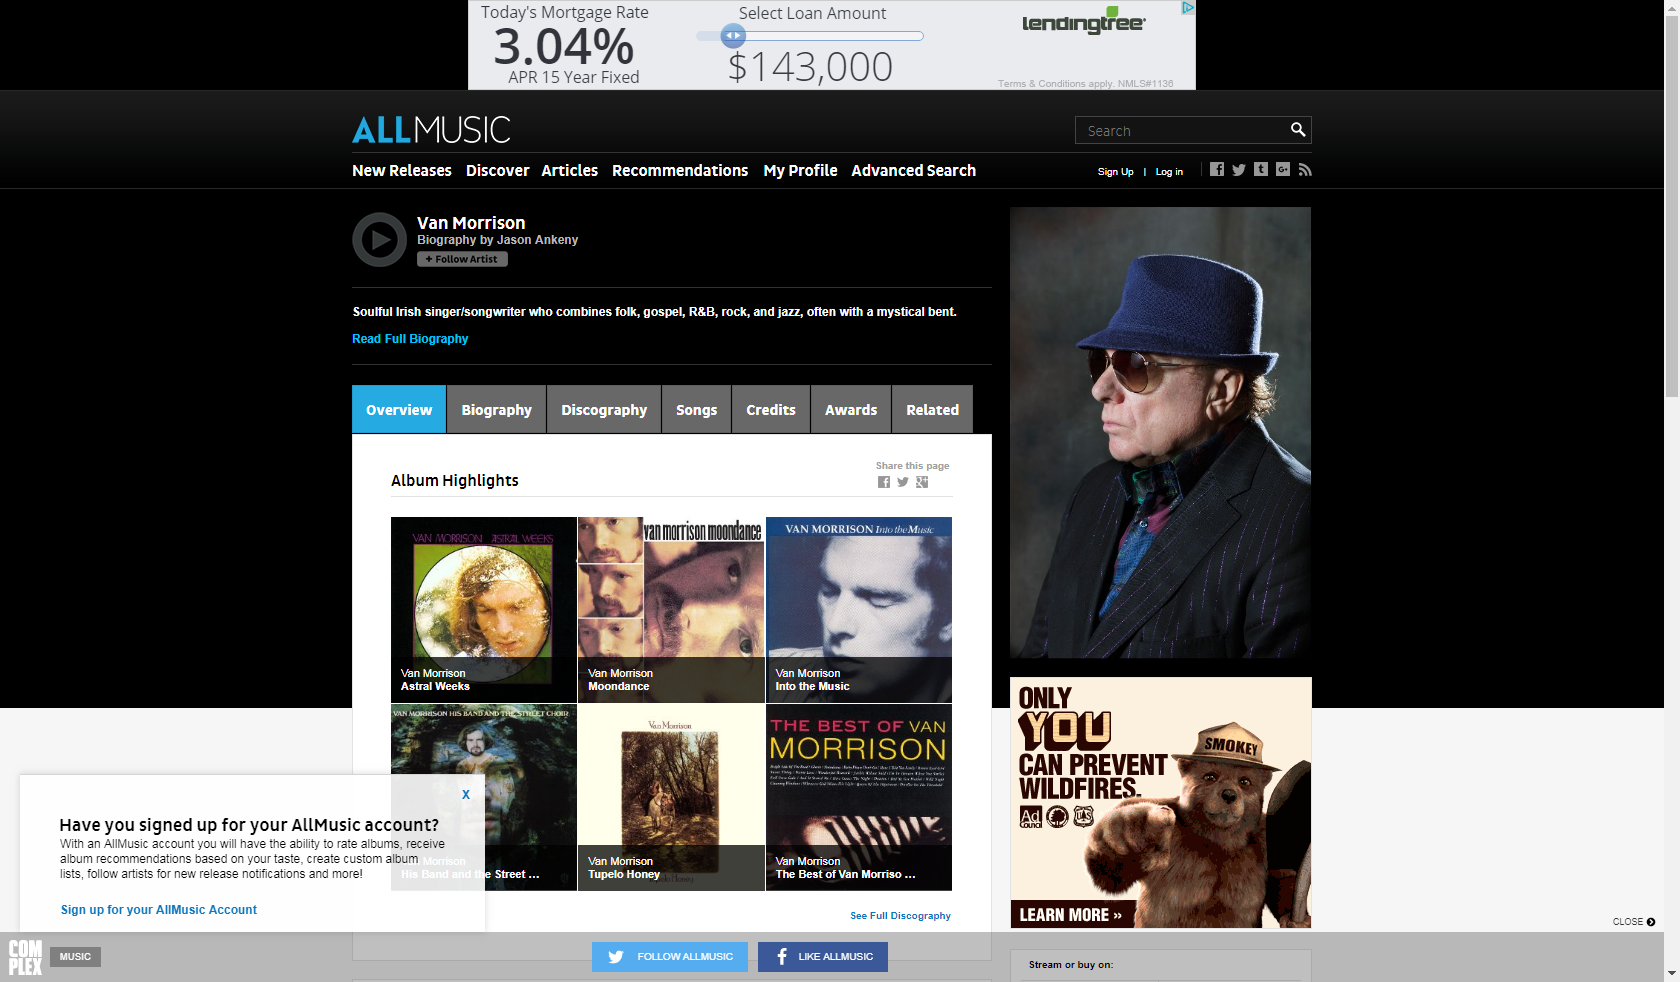 Today's Mortgage Rate
3.04%
APR 15 Year Fixed
Select Loan Amount
$143,000
lendingtree
Terms & Conditions apply. NMLS#1136
ALLMUSIC
Search
New Releases Discover Articles Recommendations My Profile Advanced Search
Sign Up | Log in
Van Morrison
Biography by Jason Ankeny
+ Follow Artist
Soulful Irish singer/songwriter who combines folk, gospel, R&B, rock, and jazz, often with a mystical bent.
Read Full Biography
Overview Biography Discography Songs Credits Awards Related
Album Highlights
Share this page
VAN MORRISON ASTRAL WEEKS
Van Morrison
Astral Weeks
van morrison moondance
Van Morrison
Moondance
VAN MORRISON Into the Music
Van Morrison
Into the Music
VAN MORRISON HIS BAND AND THE STREET CHOIR
Van Morrison
His Band and the Street ...
Van Morrison
Tupelo Honey
Van Morrison
Tupelo Honey
THE BEST OF VAN
MORRISON
Van Morrison
The Best of Van Morriso ...
See Full Discography
X
Have you signed up for your AllMusic account?
With an AllMusic account you will have the ability to rate albums, receive
album recommendations based on your taste, create custom album
lists, follow artists for new release notifications and more!
Sign up for your AllMusic Account
ONLY
YOU
CAN PREVENT
WILDFIRES.
SMOKEY
Ad
Council
LEARN MORE »
CLOSE
COM
PLEX
MUSIC
FOLLOW ALLMUSIC
LIKE ALLMUSIC
Stream or buy on: